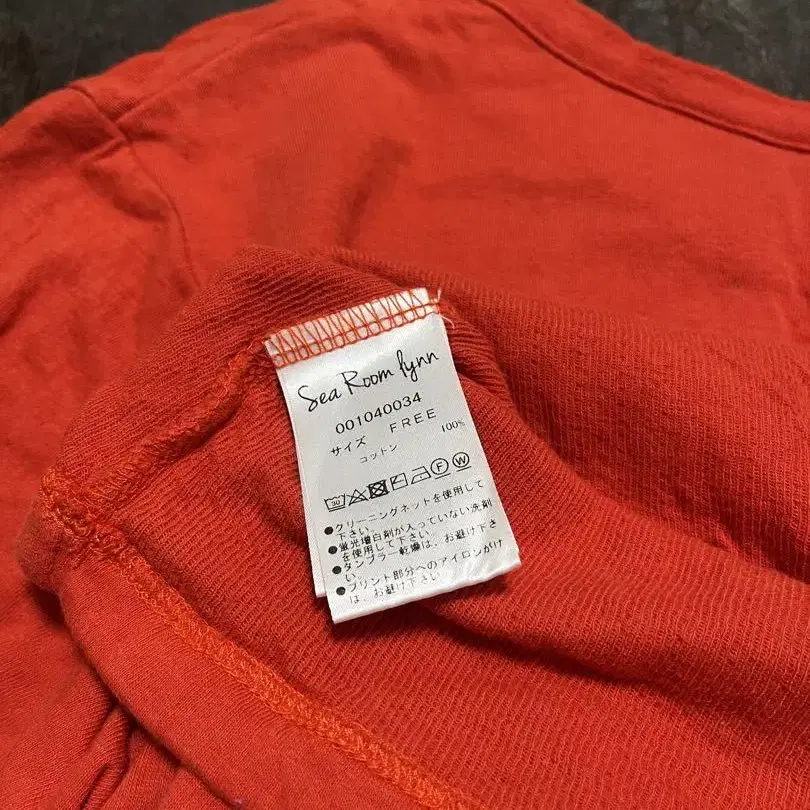 Sea Room lynn
001040034
サイズ FREE
コットン 100%
30 F W
●クリーニングネットを使用して
下さい。
●蛍光増白剤が入っていない洗剤
を使用して下さい。
●タンブラー乾燥は、お避け下さ
い。
●プリント部分へのアイロンがけ
は、お避け下さい